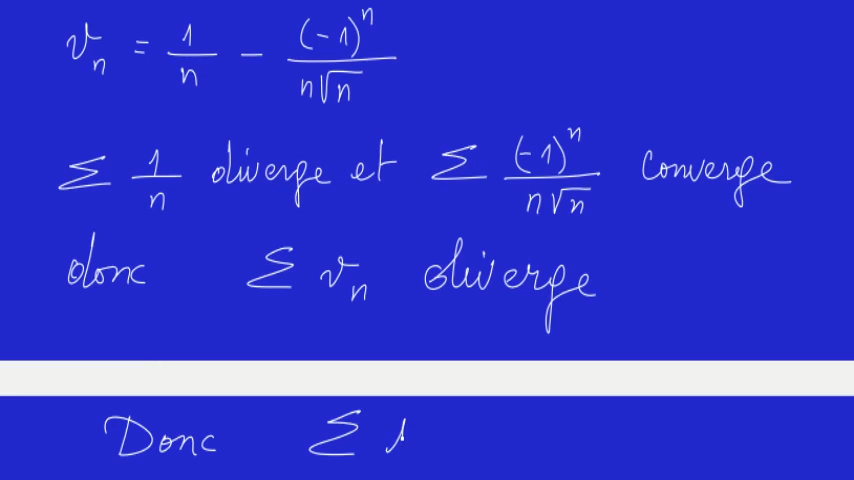 v_n = 1/n - (-1)^n/(n√n)
Σ 1/n diverge et Σ (-1)^n/(n√n) converge
donc Σ v_n diverge
Donc Σ